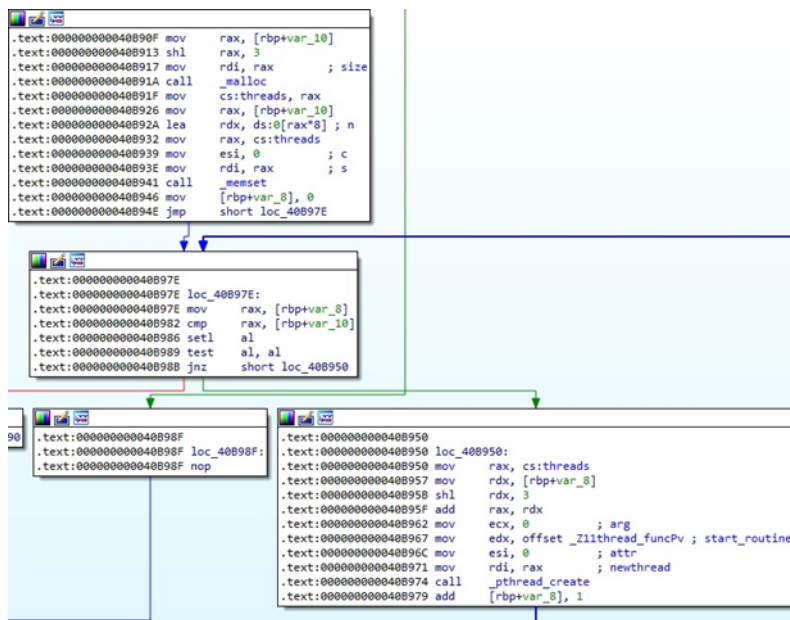 .text:000000000040B90F mov rax, [rbp+var_10]
.text:000000000040B913 shl rax, 3
.text:000000000040B917 mov rdi, rax ; size
.text:000000000040B91A call _malloc
.text:000000000040B91F mov cs:threads, rax
.text:000000000040B926 mov rax, [rbp+var_10]
.text:000000000040B92A lea rdx, ds:0[rax*8] ; n
.text:000000000040B932 mov rax, cs:threads
.text:000000000040B939 mov esi, 0 ; c
.text:000000000040B93E mov rdi, rax ; s
.text:000000000040B941 call _memset
.text:000000000040B946 mov [rbp+var_8], 0
.text:000000000040B94E jmp short loc_40B97E
.text:000000000040B97E
.text:000000000040B97E loc_40B97E:
.text:000000000040B97E mov rax, [rbp+var_8]
.text:000000000040B982 cmp rax, [rbp+var_10]
.text:000000000040B986 setl al
.text:000000000040B989 test al, al
.text:000000000040B98B jnz short loc_40B950
90
.text:000000000040B98F
.text:000000000040B98F loc_40B98F:
.text:000000000040B98F nop
.text:000000000040B950
.text:000000000040B950 loc_40B950:
.text:000000000040B950 mov rax, cs:threads
.text:000000000040B957 mov rdx, [rbp+var_8]
.text:000000000040B95B shl rdx, 3
.text:000000000040B95F add rax, rdx
.text:000000000040B962 mov ecx, 0 ; arg
.text:000000000040B967 mov edx, offset _Z11thread_funcPv ; start_routine
.text:000000000040B96C mov esi, 0 ; attr
.text:000000000040B971 mov rdi, rax ; newthread
.text:000000000040B974 call _pthread_create
.text:000000000040B979 add [rbp+var_8], 1